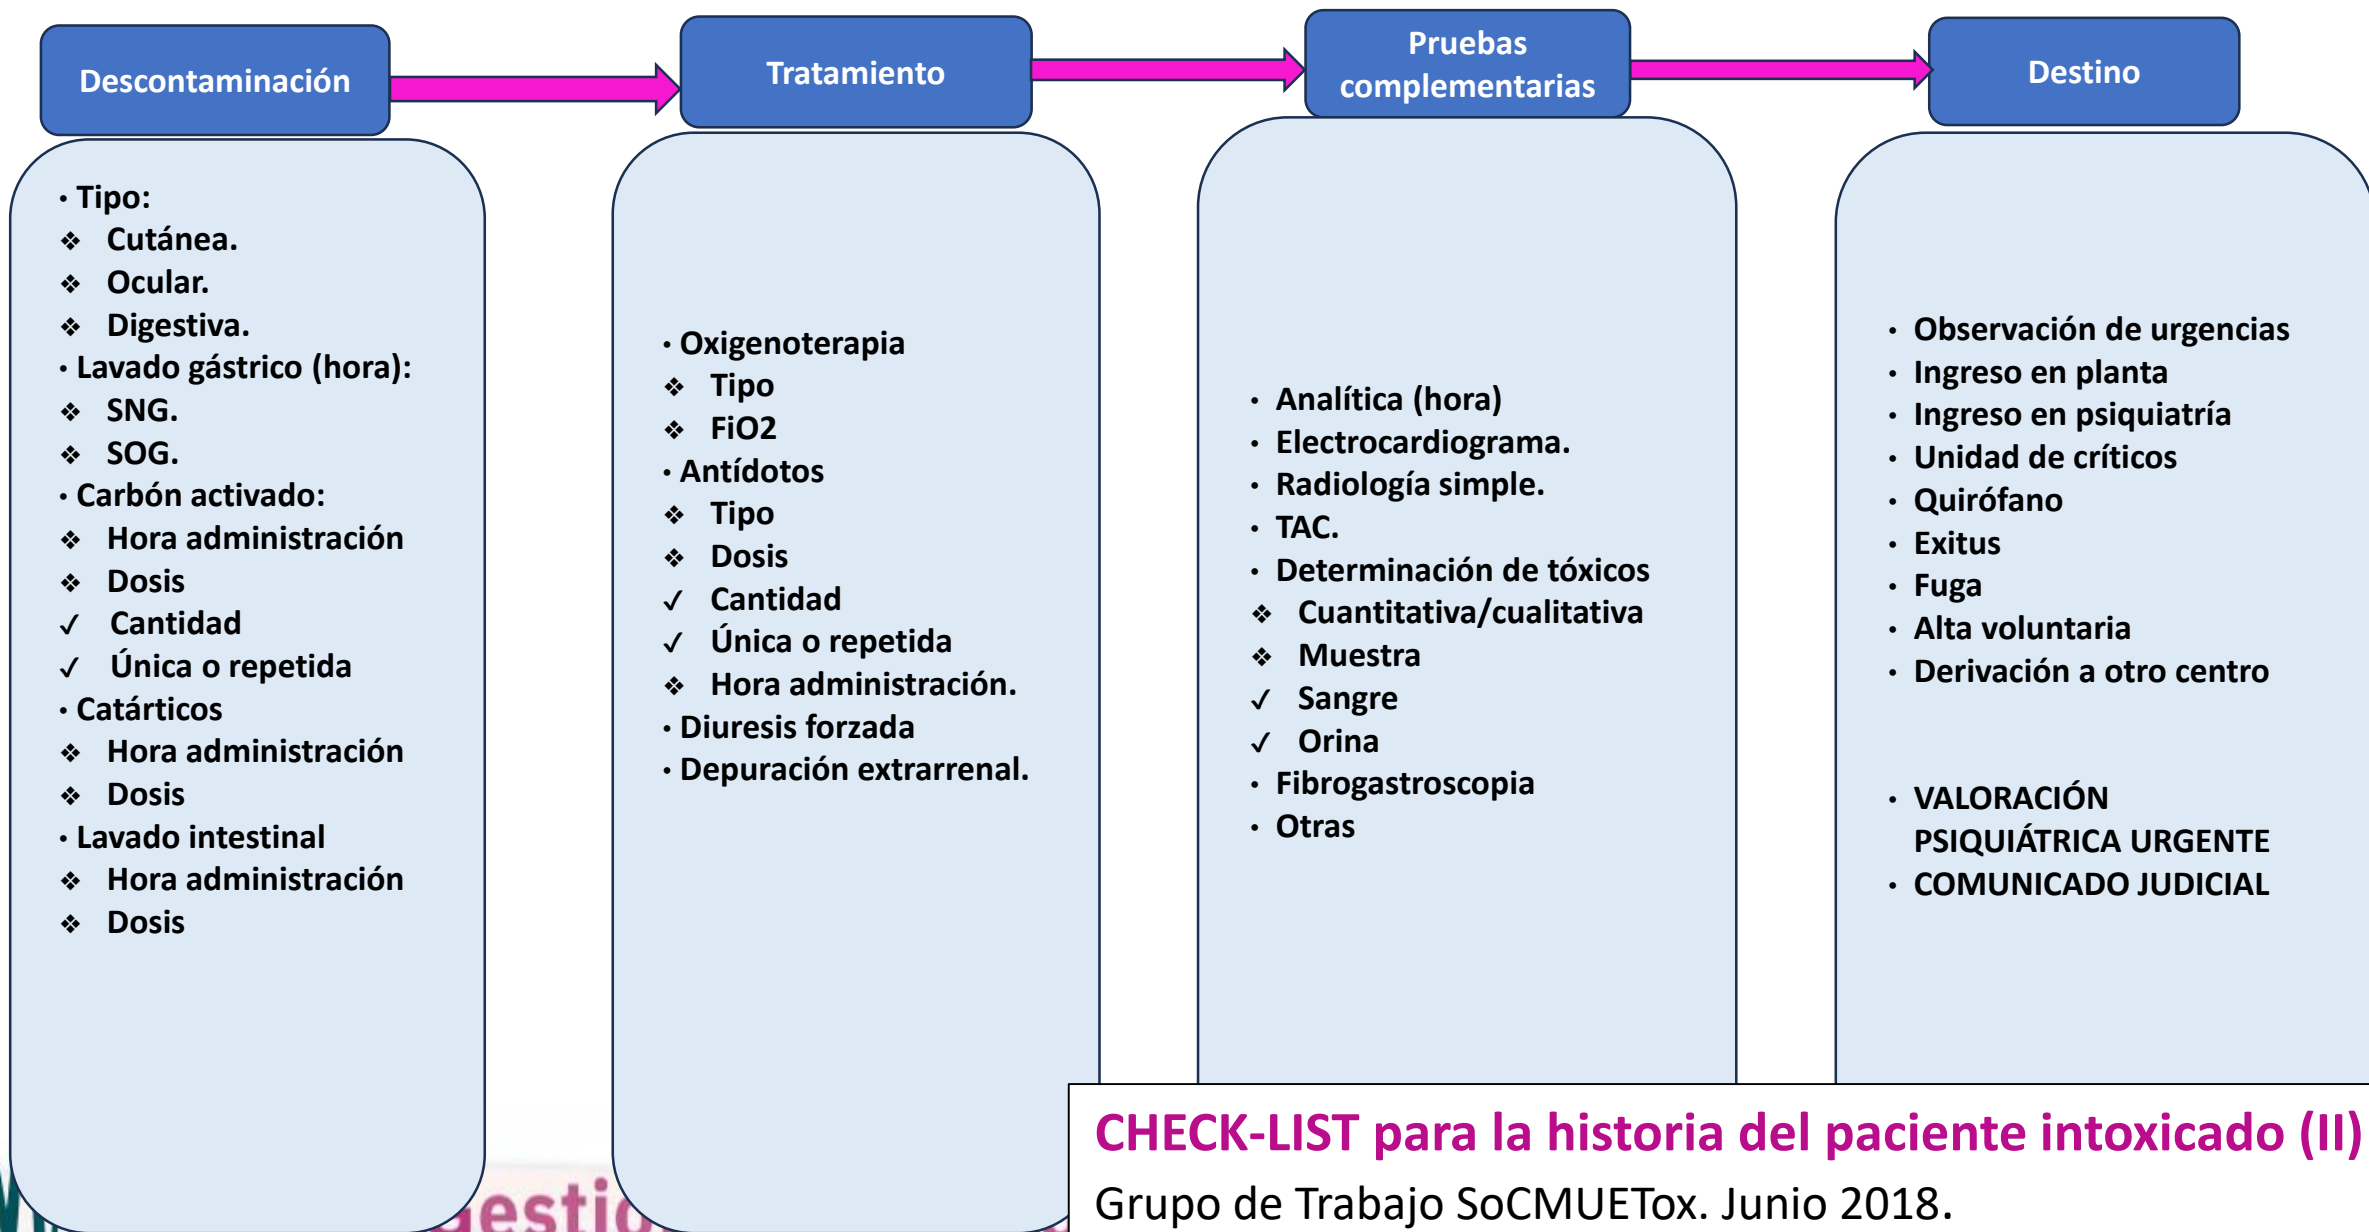 Descontaminación
• Tipo:
❖ Cutánea.
❖ Ocular.
❖ Digestiva.
• Lavado gástrico (hora):
❖ SNG.
❖ SOG.
• Carbón activado:
❖ Hora administración
❖ Dosis
✓ Cantidad
✓ Única o repetida
• Catárticos
❖ Hora administración
❖ Dosis
• Lavado intestinal
❖ Hora administración
❖ Dosis
Tratamiento
• Oxigenoterapia
❖ Tipo
❖ FiO2
• Antídotos
❖ Tipo
❖ Dosis
✓ Cantidad
✓ Única o repetida
❖ Hora administración.
• Diuresis forzada
• Depuración extrarrenal.
Pruebas
complementarias
• Analítica (hora)
• Electrocardiograma.
• Radiología simple.
• TAC.
• Determinación de tóxicos
❖ Cuantitativa/cualitativa
❖ Muestra
✓ Sangre
✓ Orina
• Fibrogastroscopia
• Otras
Destino
• Observación de urgencias
• Ingreso en planta
• Ingreso en psiquiatría
• Unidad de críticos
• Quirófano
• Exitus
• Fuga
• Alta voluntaria
• Derivación a otro centro
• VALORACIÓN
PSIQUIÁTRICA URGENTE
• COMUNICADO JUDICIAL
CHECK-LIST para la historia del paciente intoxicado (II)
Grupo de Trabajo SoCMUETox. Junio 2018.